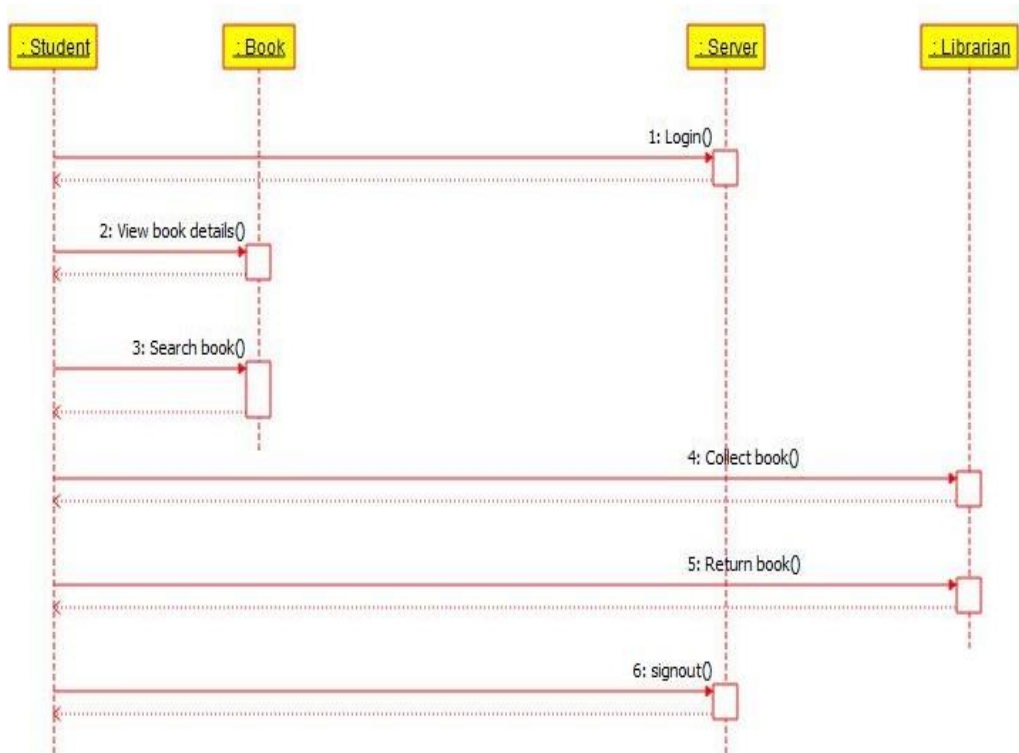 : Student
: Book
: Server
: Librarian
1: Login()
2: View book details()
3: Search book()
4: Collect book()
5: Return book()
6: signout()